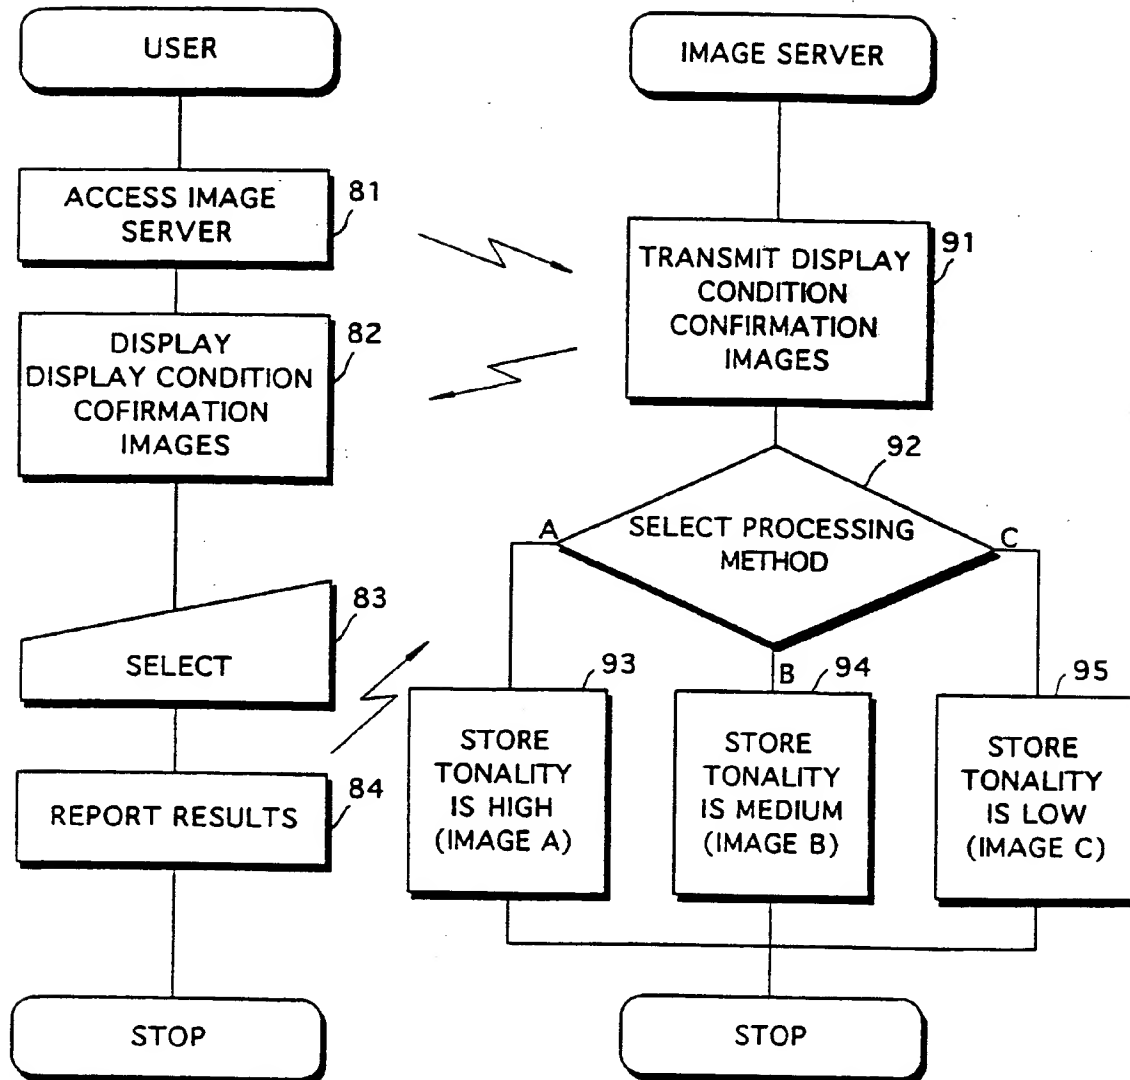 USER
ACCESS IMAGE
SERVER
81
DISPLAY
DISPLAY CONDITION
COFIRMATION
IMAGES
82
SELECT
83
REPORT RESULTS
84
STOP
IMAGE SERVER
TRANSMIT DISPLAY
CONDITION
CONFIRMATION
IMAGES
91
SELECT PROCESSING
METHOD
92
A
B
C
STORE
TONALITY
IS HIGH
(IMAGE A)
93
STORE
TONALITY
IS MEDIUM
(IMAGE B)
94
STORE
TONALITY
IS LOW
(IMAGE C)
95
STOP